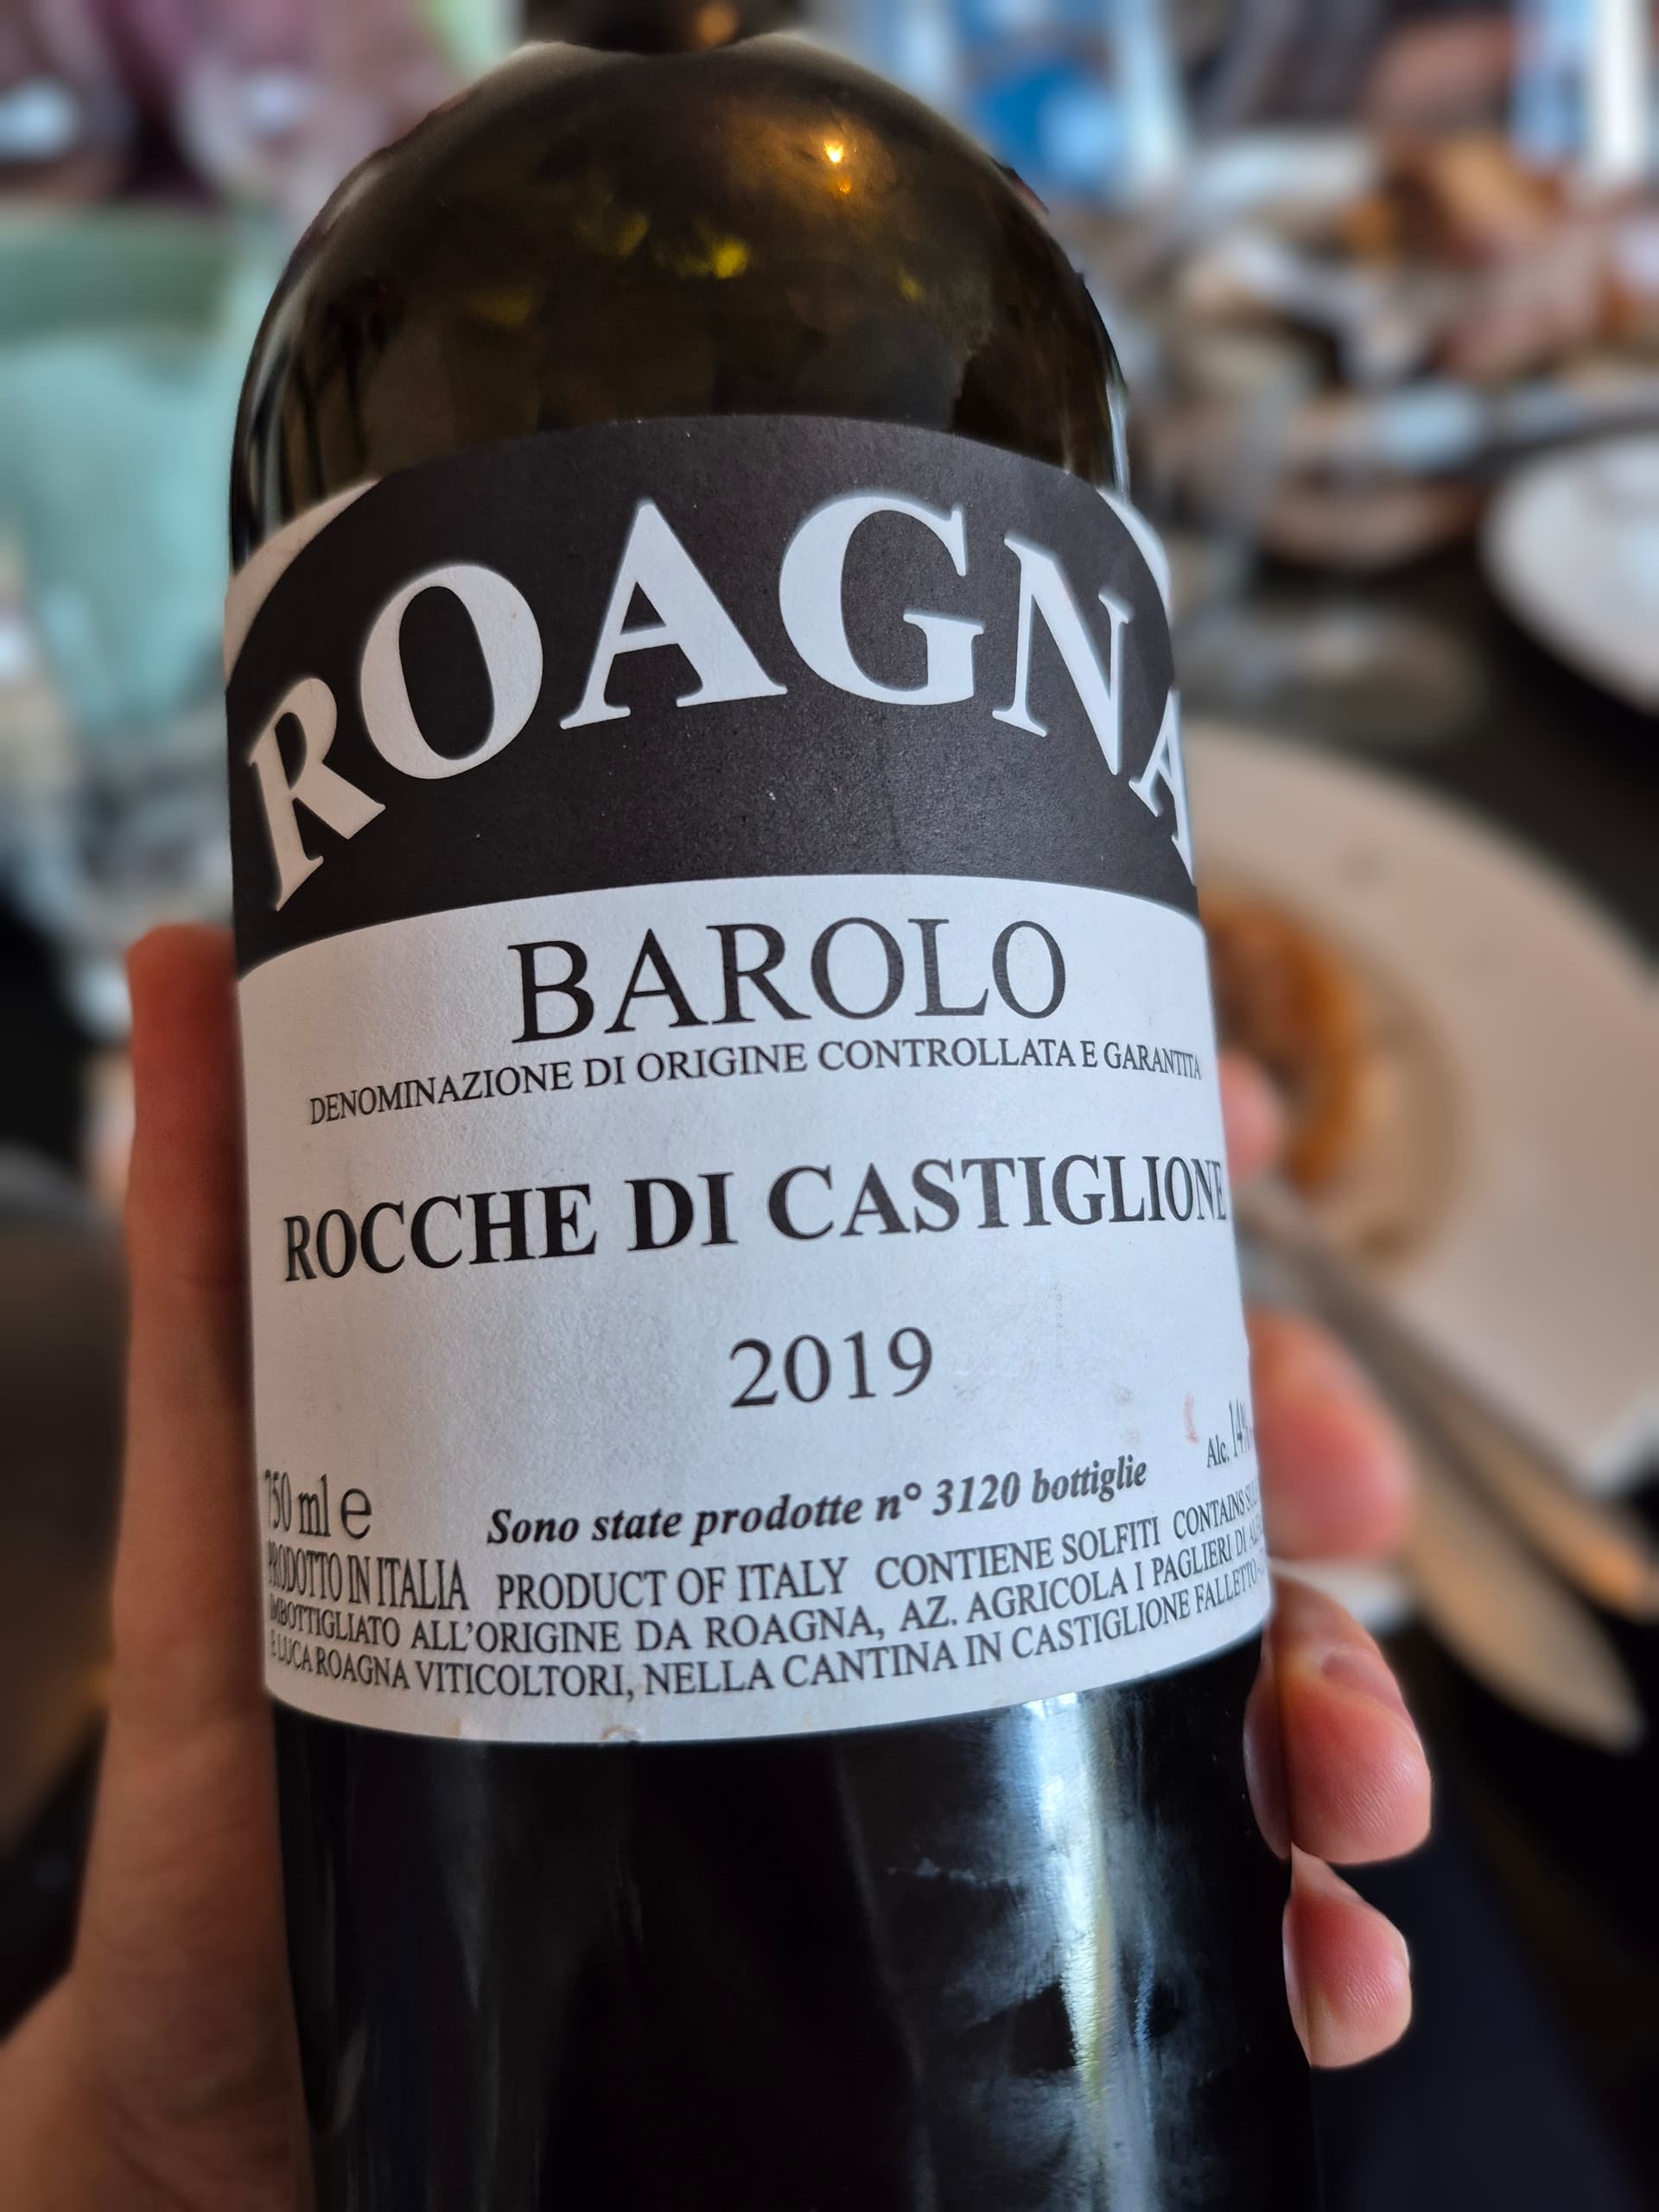 ROAGNA
BAROLO
DENOMINAZIONE DI ORIGINE CONTROLLATA E GARANTITA
ROCCHE DI CASTIGLIONE
2019
Alc. 14%
750 ml e
Sono state prodotte n° 3120 bottiglie
PRODOTTO IN ITALIA PRODUCT OF ITALY CONTIENE SOLFITI CONTAINS
IMBOTTIGLIATO ALL'ORIGINE DA ROAGNA, AZ. AGRICOLA I PAGLIERI DI
E LUCA ROAGNA VITICOLTORI, NELLA CANTINA IN CASTIGLIONE FALLETTO